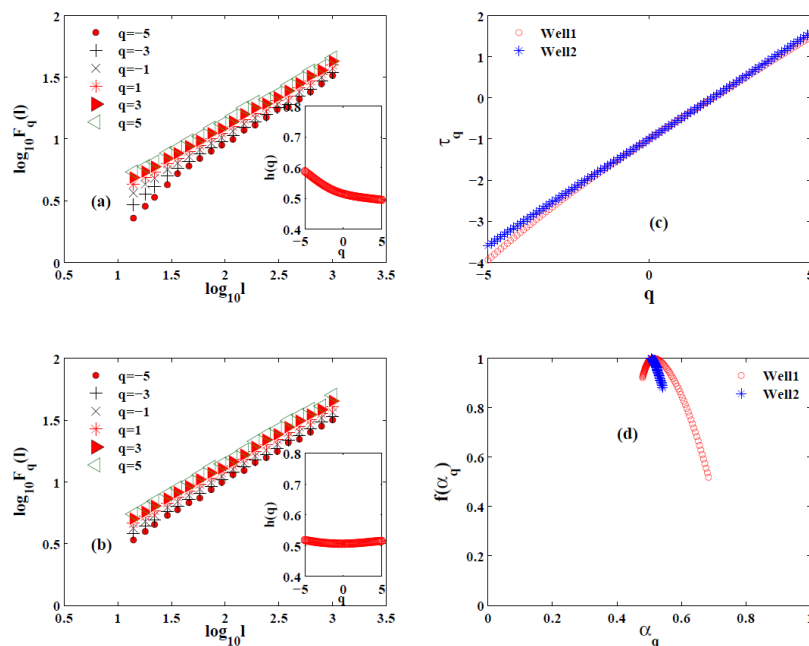 2
1.5
1
0.5
0
0.5
1
1.5
2
2.5
3
3.5
log10Fq(l)
log10l
q=−5
q=−3
q=−1
q=1
q=3
q=5
(a)
0.8
0.7
0.6
0.5
0.4
−5
0
5
h(q)
q
2
1
0
−1
−2
−3
−4
−5
0
5
τq
q
Well1
Well2
(c)
2
1.5
1
0.5
0
0.5
1
1.5
2
2.5
3
3.5
log10Fq(l)
log10l
q=−5
q=−3
q=−1
q=1
q=3
q=5
(b)
0.8
0.7
0.6
0.5
0.4
−5
0
5
h(q)
q
1
0.8
0.6
0.4
0.2
0
0
0.2
0.4
0.6
0.8
1
f(αq)
αq
Well1
Well2
(d)